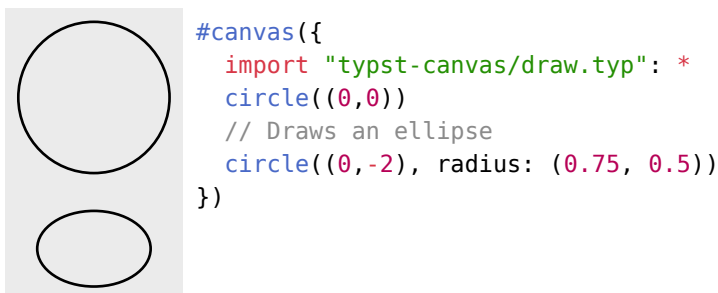 #canvas({
  import "typst-canvas/draw.typ": *
  circle((0,0))
  // Draws an ellipse
  circle((0,-2), radius: (0.75, 0.5))
})